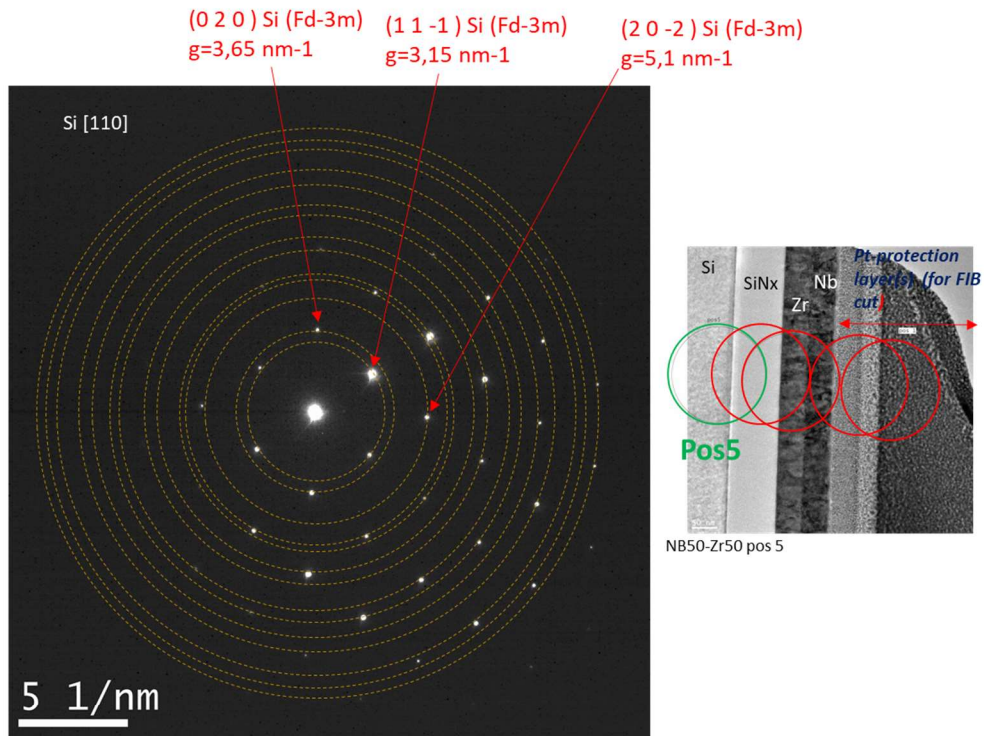 (0 2 0 ) Si (Fd-3m)
g=3,65 nm-1
(1 1 -1) Si (Fd-3m)
g=3,15 nm-1
(2 0 -2) Si (Fd-3m)
g=5,1 nm-1
Si [110]
5 1/nm
Si
SiNx
Zr
Nb
Pt-protection
layer(s) (for FIB
cut)
Pos5
NB50-Zr50 pos 5